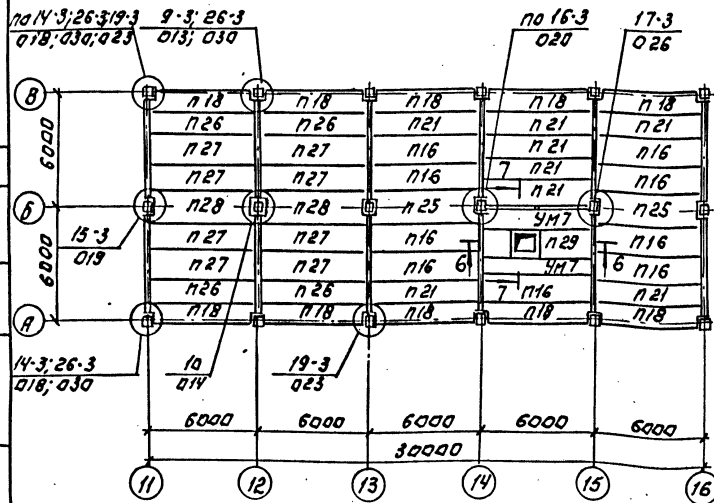 по 14-3; 26-3; 19-3
018; 030; 023
9-3; 26-3
013; 030
по 16-3
020
17-3
026
В
п18 п18 п18 п18 п18
п26 п26 п21 п21 п21
п27 п27 п16 п21 п16
п27 п27 п16 п21 п16
7
6000
Б
п28 п28 п25 п25
УМ7
15-3
019
п27 п27 п16 п29 п16
6 6
п27 п27 п16 УМ7 п16
6000
п26 п26 п21 п16 п21
7
п18 п18 п18 п18 п18
А
14-3; 26-3
018; 030
10
014
19-3
023
6000 6000 6000 6000 6000
30000
11 12 13 14 15 16